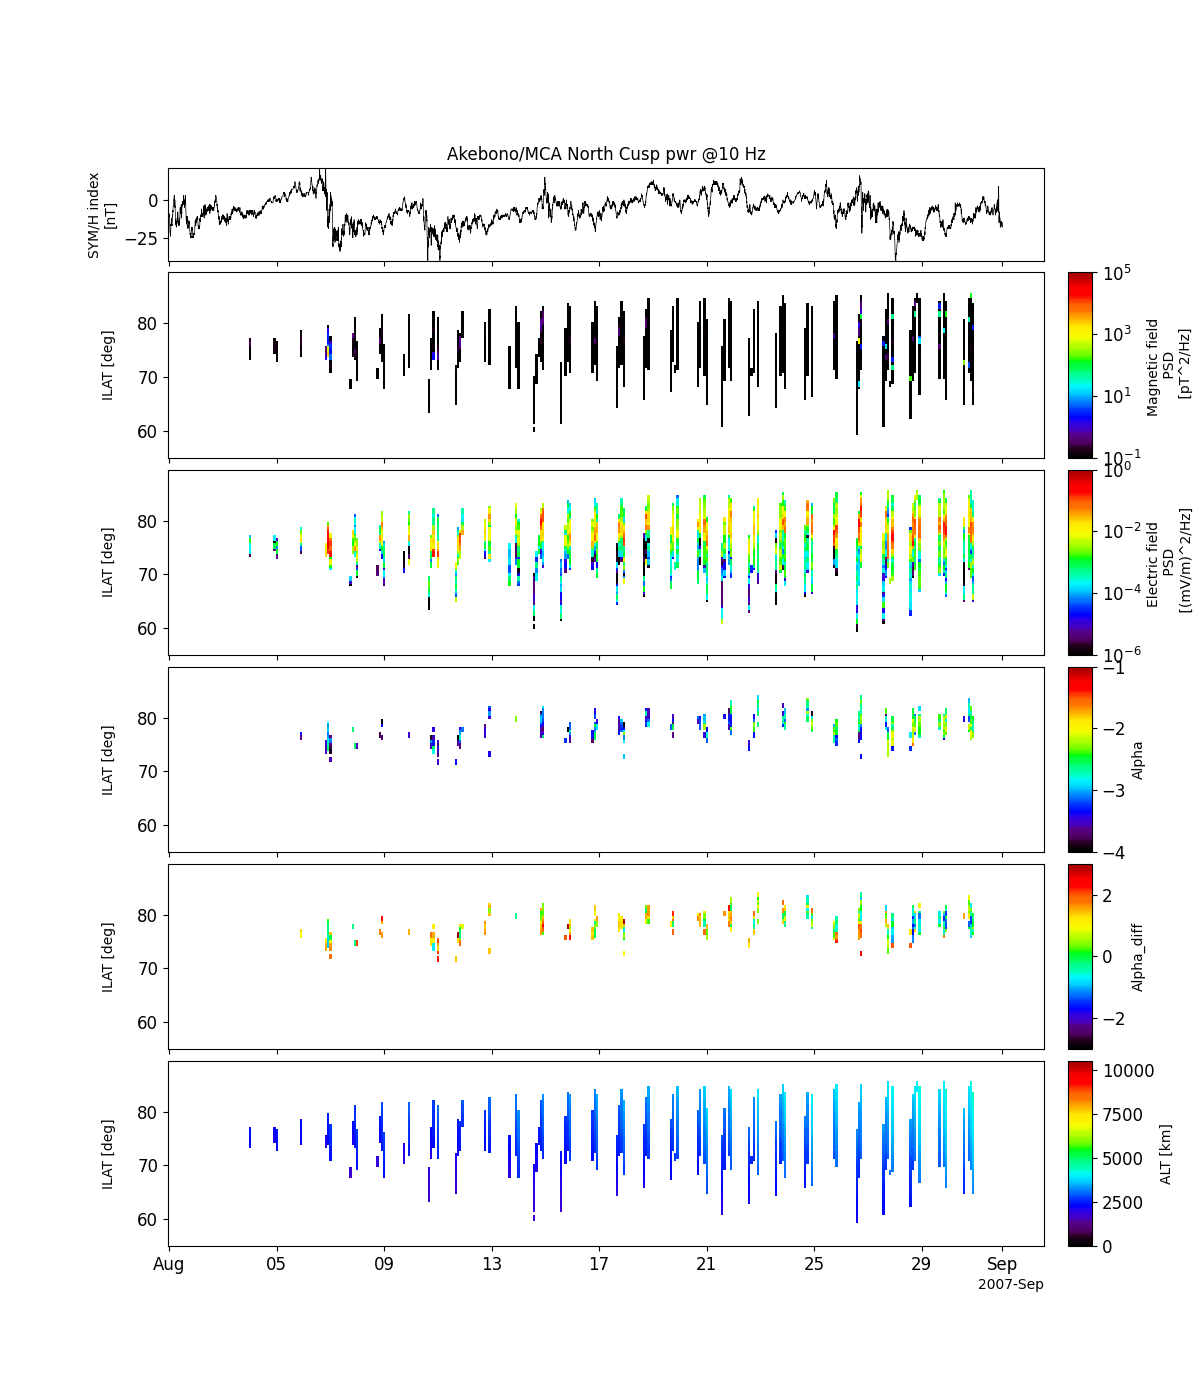 Akebono/MCA North Cusp pwr @10 Hz
SYM/H index
[nT]
0
−25
ILAT [deg]
80
70
60
10^5
10^3
10^1
10^-1
Magnetic field
PSD
[pT^2/Hz]
ILAT [deg]
80
70
60
10^0
10^-2
10^-4
10^-6
Electric field
PSD
[(mV/m)^2/Hz]
ILAT [deg]
80
70
60
−1
−2
−3
−4
Alpha
ILAT [deg]
80
70
60
2
0
−2
Alpha_diff
ILAT [deg]
80
70
60
10000
7500
5000
2500
0
ALT [km]
Aug 05 09 13 17 21 25 29 Sep
2007-Sep